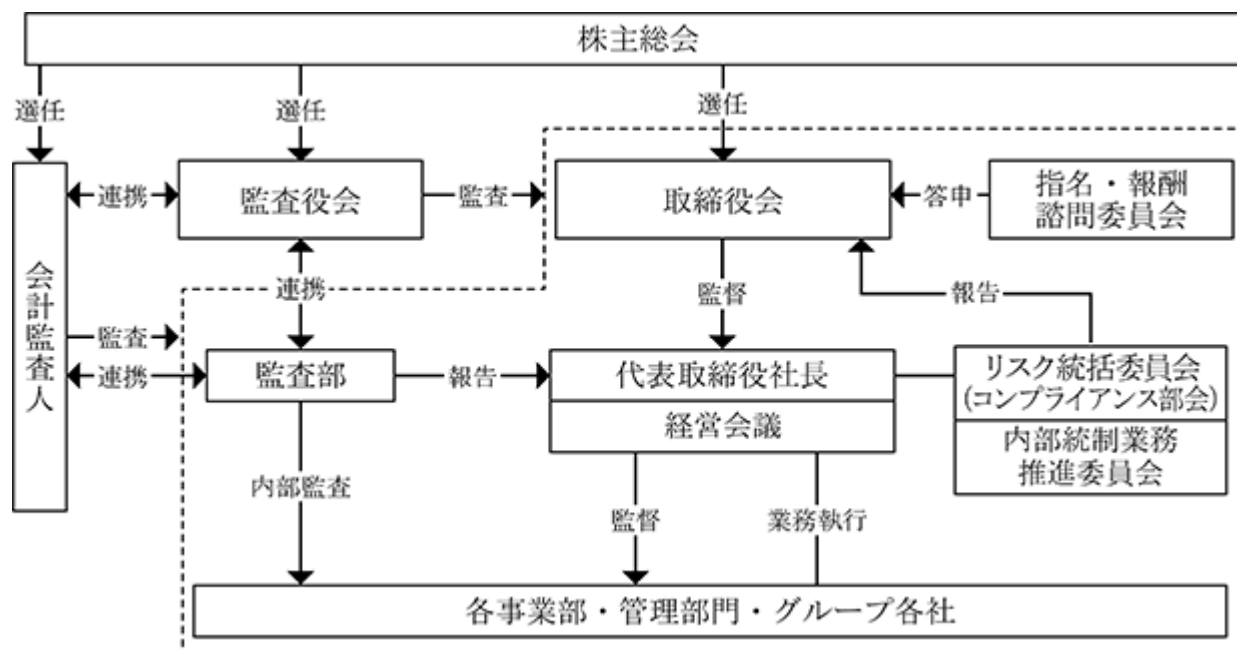 株主総会
選任
選任
選任
連携
監査役会
監査
取締役会
答申
指名・報酬
諮問委員会
会計監査人
連携
監督
報告
監査
連携
監査部
報告
代表取締役社長
経営会議
リスク統括委員会
(コンプライアンス部会)
内部統制業務
推進委員会
内部監査
監督
業務執行
各事業部・管理部門・グループ各社